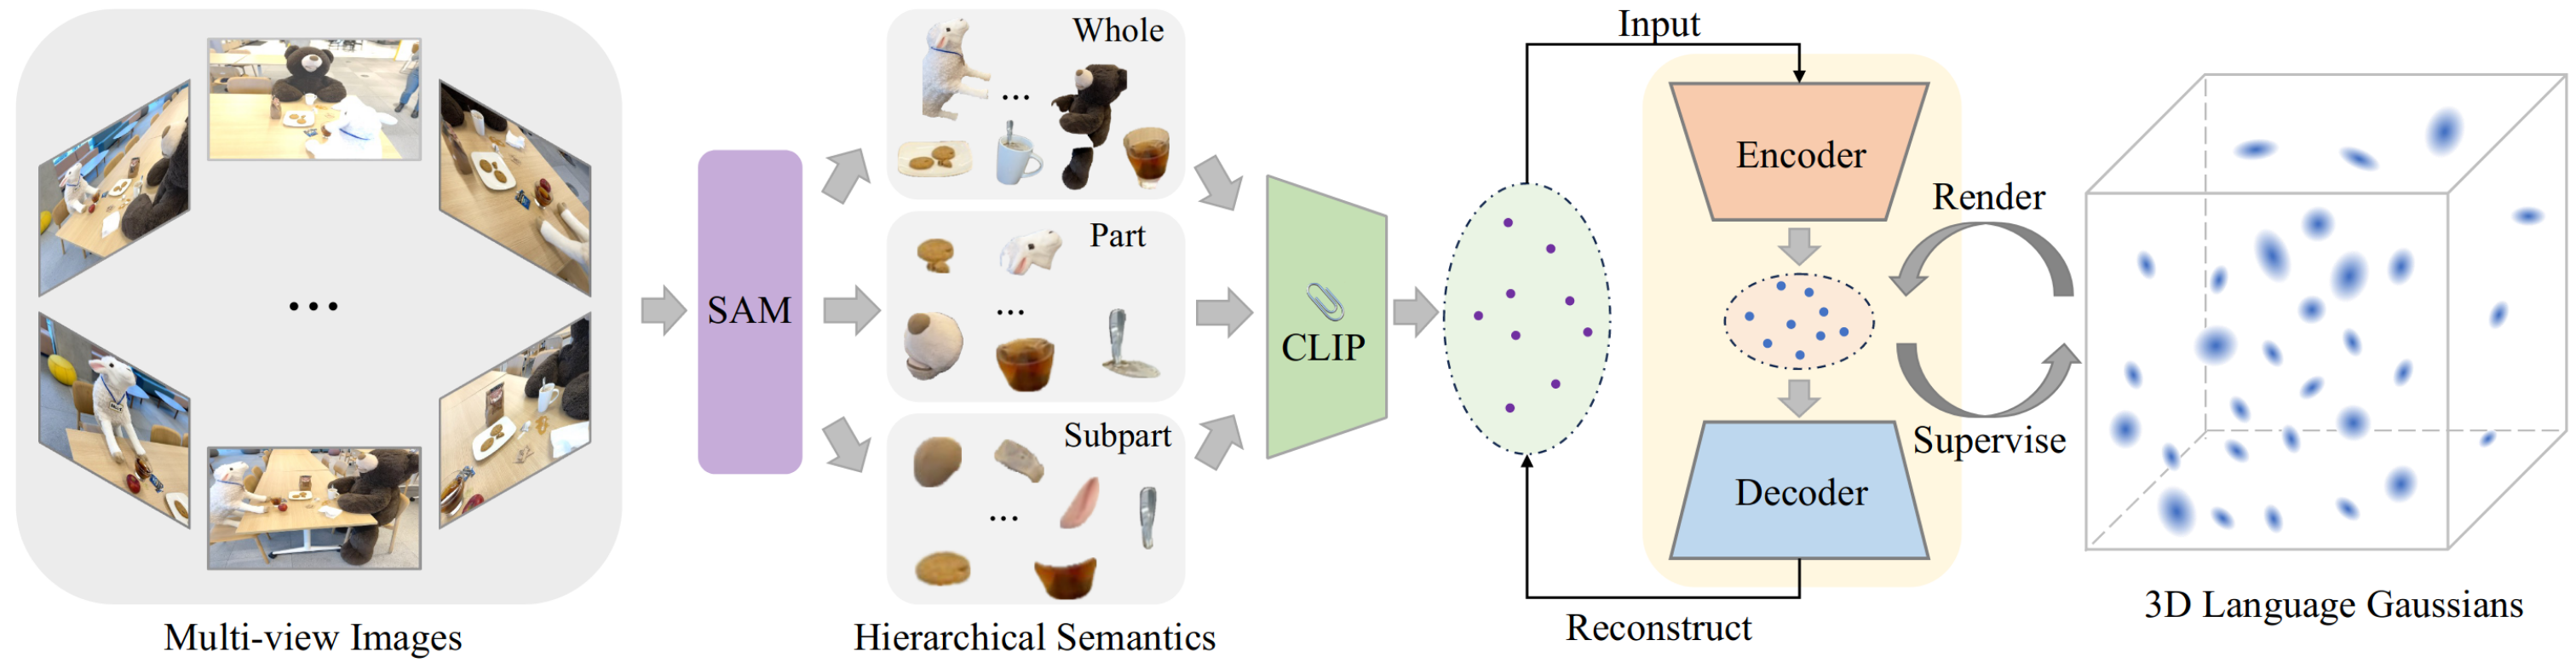 Multi-view Images
SAM
Whole
...
Part
...
Subpart
...
Hierarchical Semantics
CLIP
Input
Encoder
Decoder
Reconstruct
Render
Supervise
3D Language Gaussians